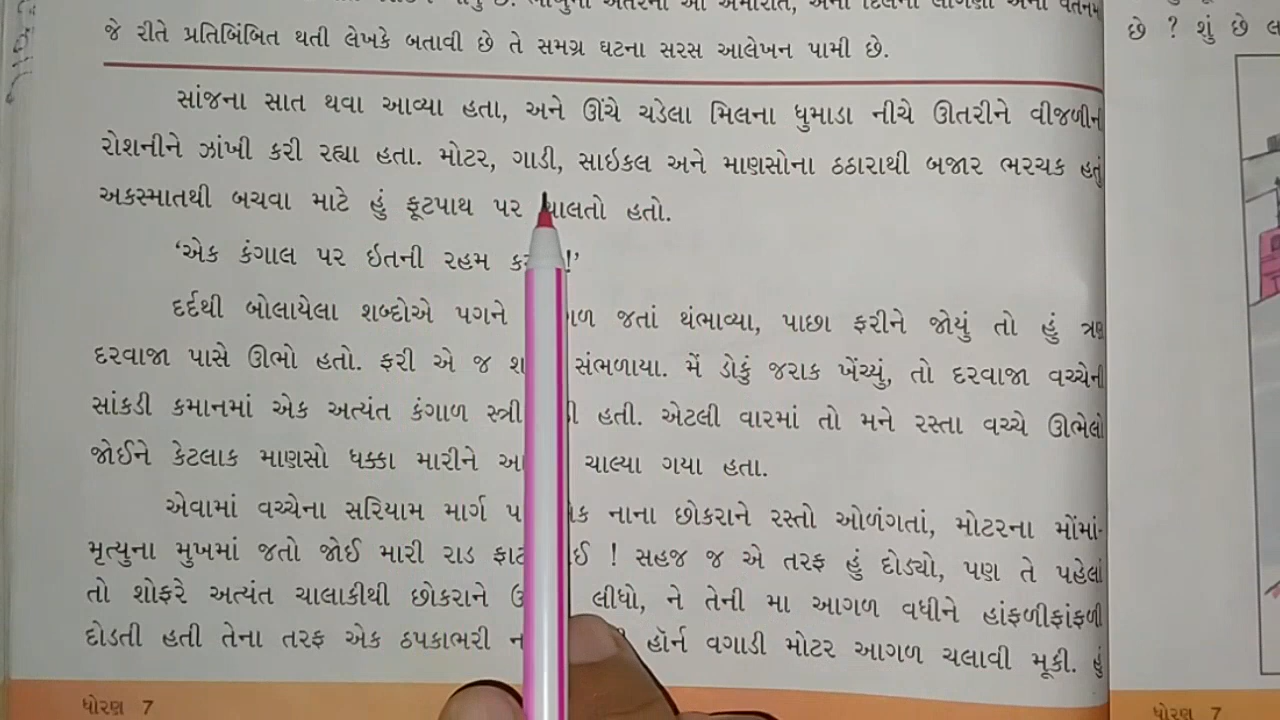 જે રીતે પ્રતિબિંબિત થતી લેખકે બતાવી છે તે સમગ્ર ઘટના સરસ આલેખન પામી છે.
સાંજના સાત થવા આવ્યા હતા, અને ઊંચે ચડેલા મિલના ધુમાડા નીચે ઊતરીને વીજળીની
રોશનીને ઝાંખી કરી રહ્યા હતા. મોટર, ગાડી, સાઇકલ અને માણસોના ઠઠારાથી બજાર ભરચક હતું
અકસ્માતથી બચવા માટે હું ફૂટપાથ પર ચાલતો હતો.
‘એક કંગાલ પર ઇતની રહમ !’
દર્દથી બોલાયેલા શબ્દોએ પગને જતાં થંભાવ્યા, પાછા ફરીને જોયું તો હું ત્રણ
દરવાજા પાસે ઊભો હતો. ફરી એ જ સંભળાયા. મેં ડોકું જરાક ખેંચ્યું, તો દરવાજા વચ્ચેની
સાંકડી કમાનમાં એક અત્યંત કંગાળ સ્ત્રી હતી. એટલી વારમાં તો મને રસ્તા વચ્ચે ઊભેલો
જોઈને કેટલાક માણસો ધક્કા મારીને ચાલ્યા ગયા હતા.
એવામાં વચ્ચેના સરિયામ માર્ગ નાના છોકરાને રસ્તો ઓળંગતાં, મોટરના મોંમાં-
મૃત્યુના મુખમાં જતો જોઈ મારી રાડ ! સહજ જ એ તરફ હું દોડ્યો, પણ તે પહેલાં
તો શોફરે અત્યંત ચાલાકીથી છોકરાને લીધો, ને તેની મા આગળ વધીને હાંફળીફાંફળી
દોડતી હતી તેના તરફ એક ઠપકાભરી હૉર્ન વગાડી મોટર આગળ ચલાવી મૂકી. હું
ધોરણ 7
છે ? શું છે
ધોરણ 7